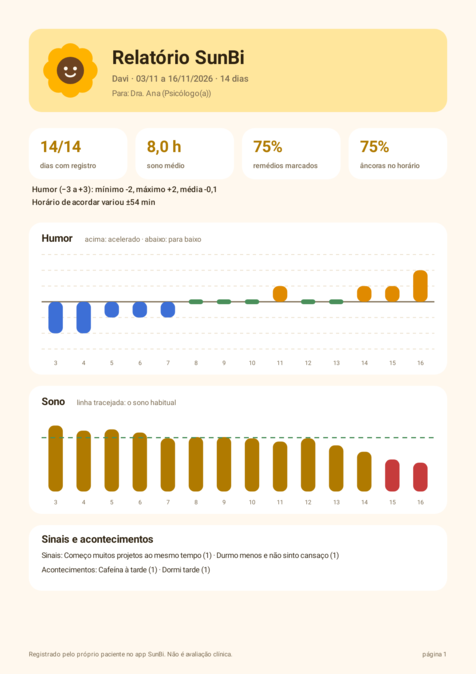 Relatório SunBi
Davi · 03/11 a 16/11/2026 · 14 dias
Para: Dra. Ana (Psicólogo(a))
14/14
dias com registro
8,0 h
sono médio
75%
remédios marcados
75%
âncoras no horário
Humor (−3 a +3): mínimo -2, máximo +2, média -0,1
Horário de acordar variou ±54 min
Humor acima: acelerado · abaixo: para baixo
3 4 5 6 7 8 9 10 11 12 13 14 15 16
Sono linha tracejada: o sono habitual
3 4 5 6 7 8 9 10 11 12 13 14 15 16
Sinais e acontecimentos
Sinais: Começo muitos projetos ao mesmo tempo (1) · Durmo menos e não sinto cansaço (1)
Acontecimentos: Cafeína à tarde (1) · Dormi tarde (1)
Registrado pelo próprio paciente no app SunBi. Não é avaliação clínica. página 1